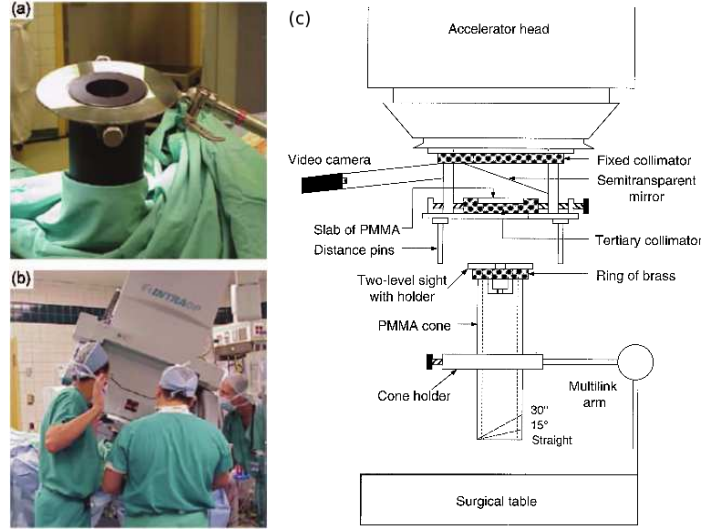 (a)
(b)
INTRAOP
(c)
Accelerator head
Video camera
Fixed collimator
Semitransparent
mirror
Slab of PMMA
Distance pins
Tertiary collimator
Two-level sight
with holder
Ring of brass
PMMA cone
Cone holder
Multilink
arm
30°
15°
Straight
Surgical table